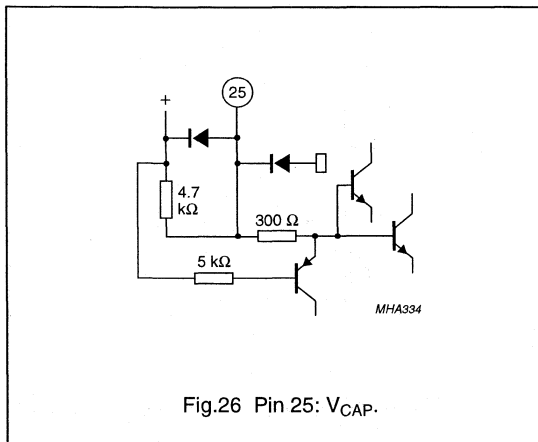 +
25
4.7
kΩ
300 Ω
5 kΩ
MHA334
Fig.26 Pin 25: VCAP.